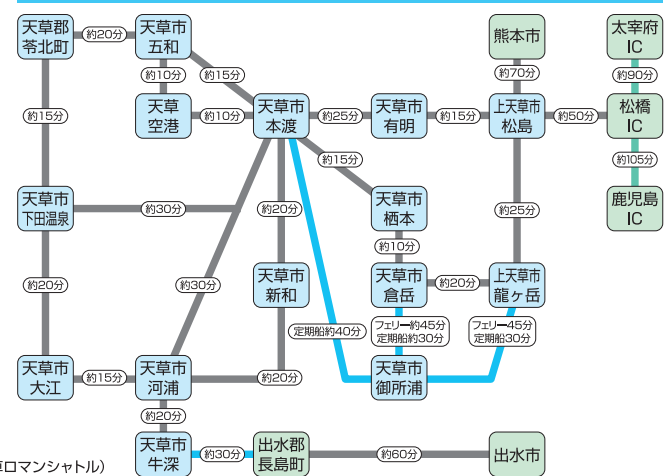 天草郡
苓北町
約20分
天草市
五和
熊本市
太宰府
IC
約10分
約15分
約70分
約90分
約15分
天草
空港
約10分
天草市
本渡
約25分
天草市
有明
約15分
上天草市
松島
約50分
松橋
IC
約15分
約105分
天草市
下田温泉
約30分
約20分
天草市
栖本
約25分
鹿児島
IC
約10分
約20分
約30分
天草市
新和
天草市
倉岳
約20分
上天草市
龍ヶ岳
定期船約40分
フェリー約45分
定期船約30分
フェリー45分
定期船30分
天草市
大江
約15分
天草市
河浦
約20分
天草市
御所浦
約20分
天草市
牛深
約30分
出水郡
長島町
約60分
出水市
ロマンシャトル）